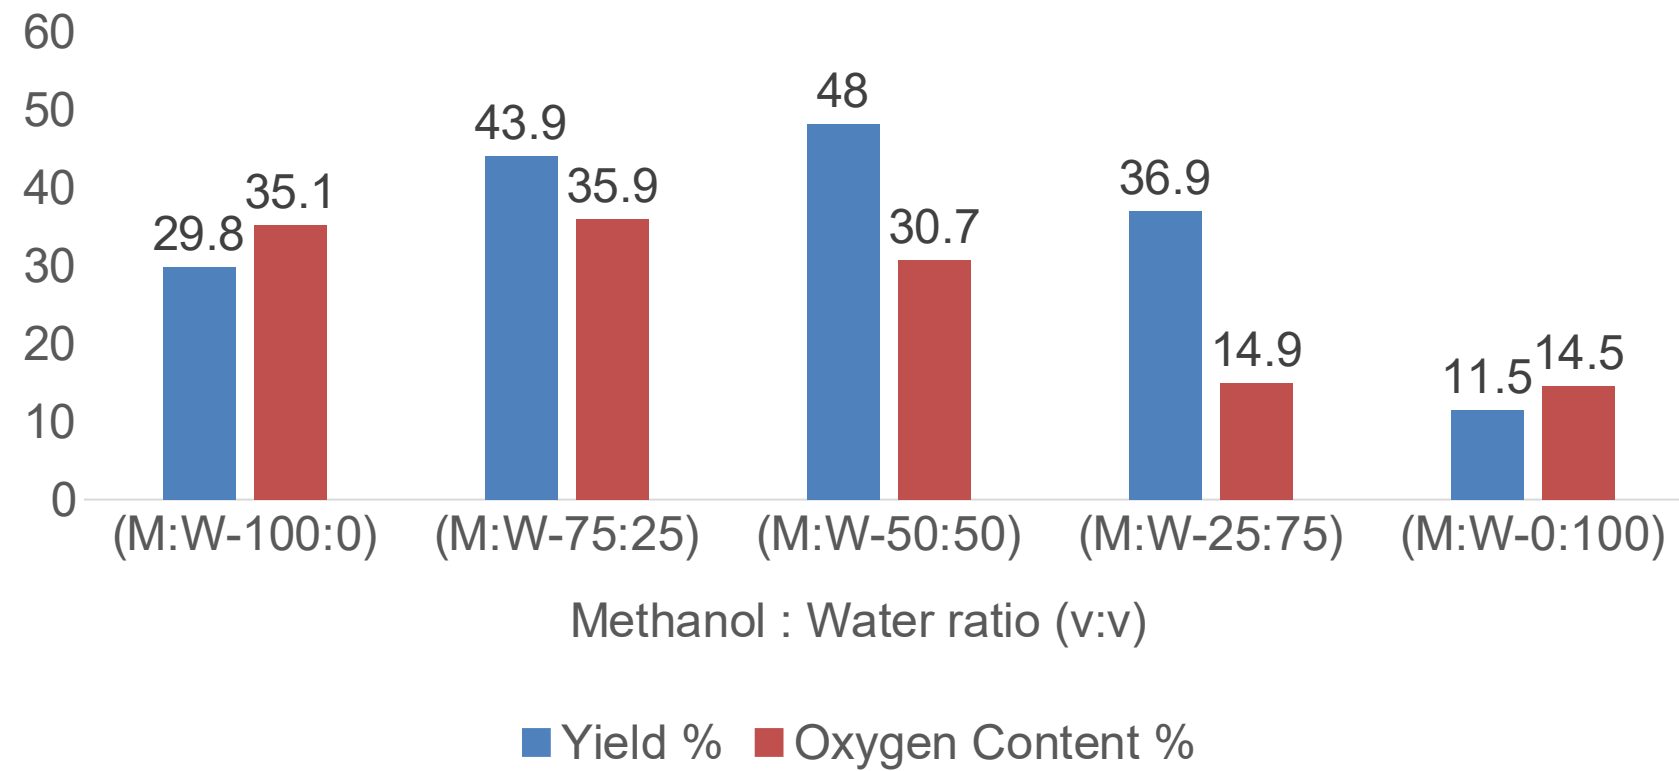 60
50
40
30
20
10
0
29.8
35.1
43.9
35.9
48
30.7
36.9
14.9
11.5
14.5
(M:W-100:0)
(M:W-75:25)
(M:W-50:50)
(M:W-25:75)
(M:W-0:100)
Methanol : Water ratio (v:v)
Yield %
Oxygen Content %